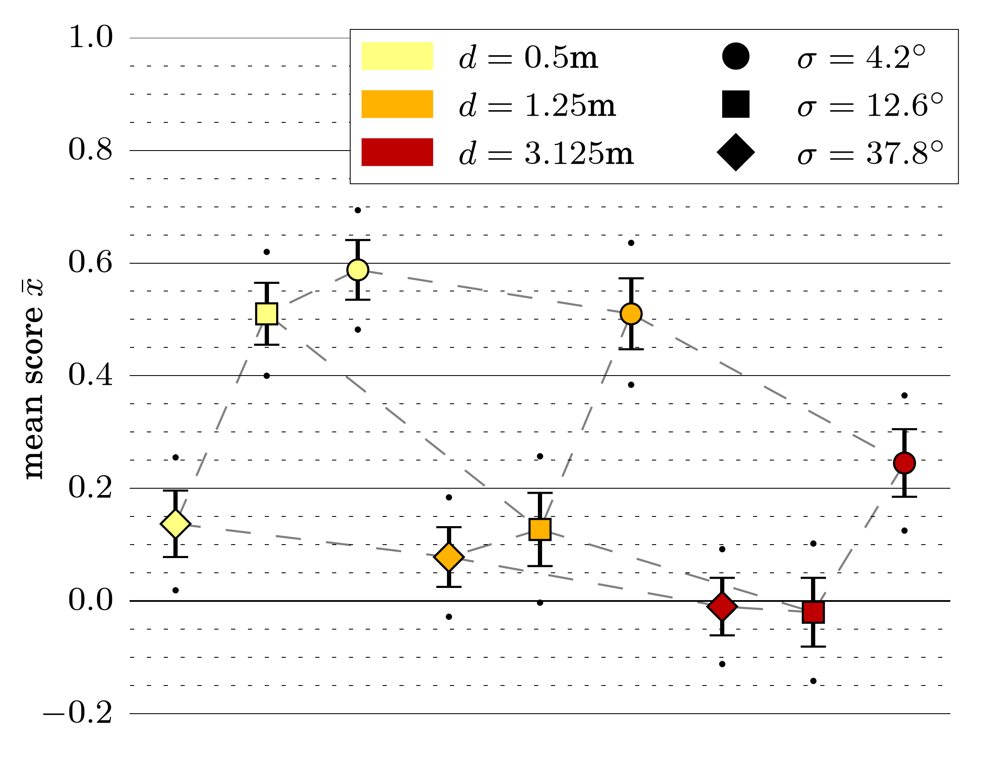 1.0
0.8
0.6
0.4
0.2
0.0
−0.2
mean score x̄
d = 0.5m
d = 1.25m
d = 3.125m
σ = 4.2°
σ = 12.6°
σ = 37.8°